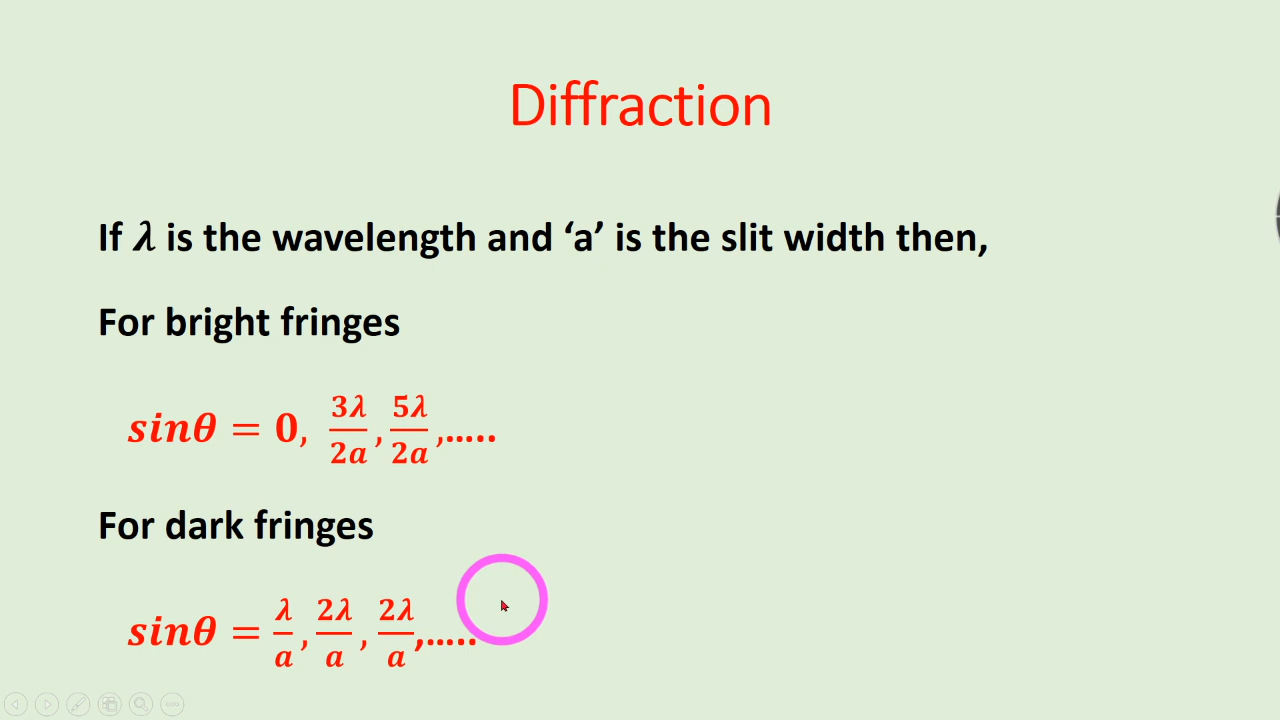 Diffraction
If λ is the wavelength and ‘a’ is the slit width then,
For bright fringes
sinθ = 0, 3λ/2a, 5λ/2a,.....
For dark fringes
sinθ = λ/a, 2λ/a, 2λ/a,.....